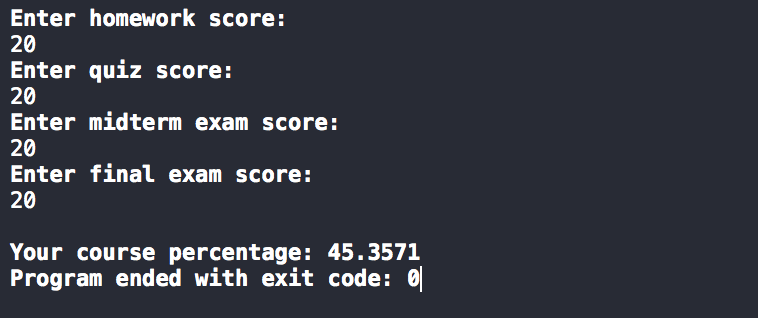 Enter homework score:
20
Enter quiz score:
20
Enter midterm exam score:
20
Enter final exam score:
20
Your course percentage: 45.3571
Program ended with exit code: 0